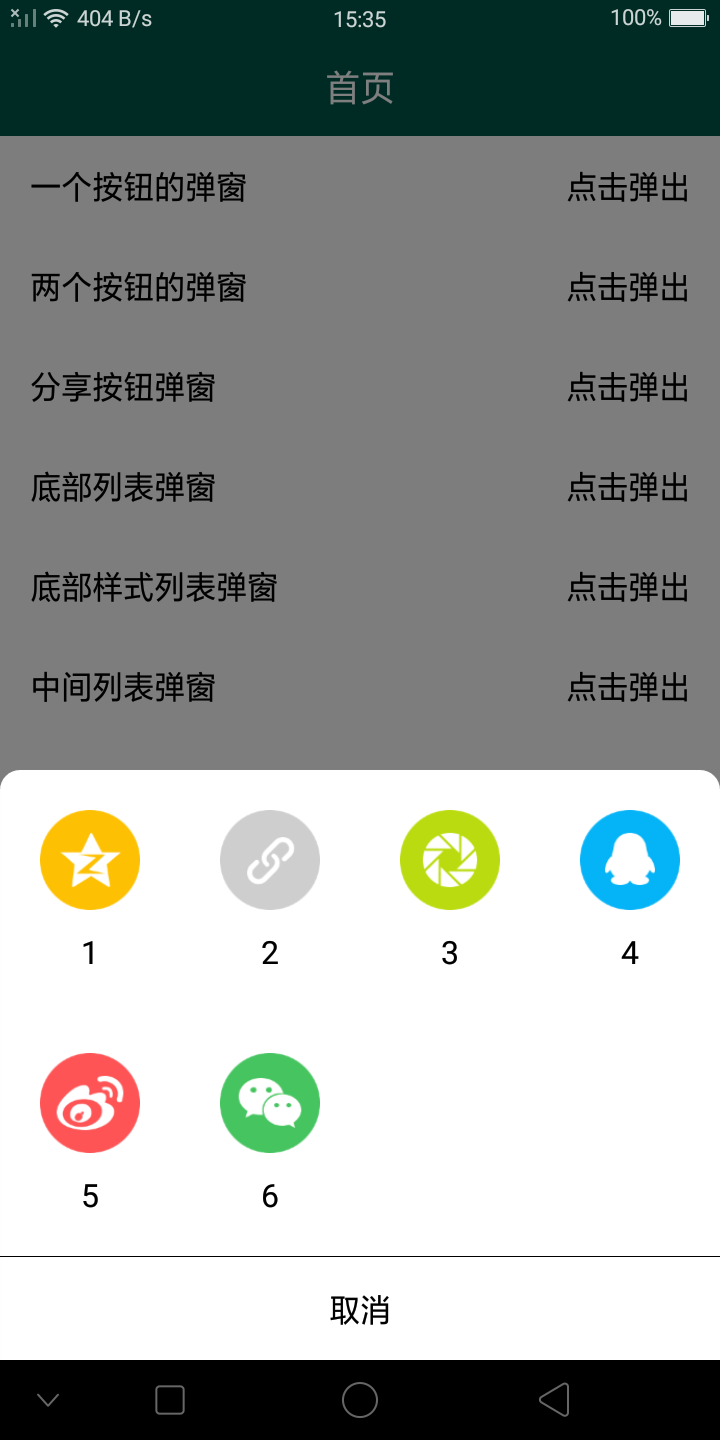 404 B/s 15:35 100%
首页
一个按钮的弹窗 点击弹出
两个按钮的弹窗 点击弹出
分享按钮弹窗 点击弹出
底部列表弹窗 点击弹出
底部样式列表弹窗 点击弹出
中间列表弹窗 点击弹出
1 2 3 4
5 6
取消